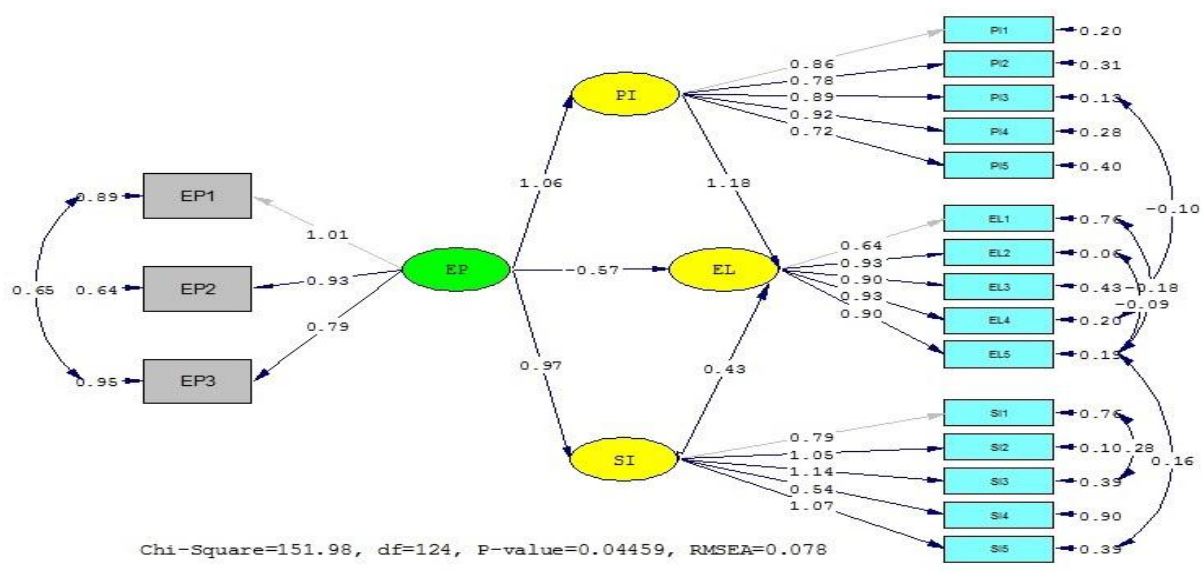 PI1 0.20
0.86
PI2 0.31
0.78
PI PI3 0.13
0.89
0.92
PI4 0.28
0.72
PI5 0.40
1.06 1.18
0.89 EP1
-0.10
EL1 0.76
1.01
0.64
EL2 0.06
0.93
EP -0.57 EL
0.65 0.64 EP2 0.93
0.90
EL3 0.43 -0.18
-0.09
0.93
EL4 0.20
0.79
0.90
EL5 0.19
0.97 0.43
0.95 EP3
SI1 0.76
0.79
SI2 0.10 0.28
1.05
SI 0.16
1.14
SI3 0.39
0.54
1.07
SI4 0.90
SI5 0.39
Chi-Square=151.98, df=124, P-value=0.04459, RMSEA=0.078